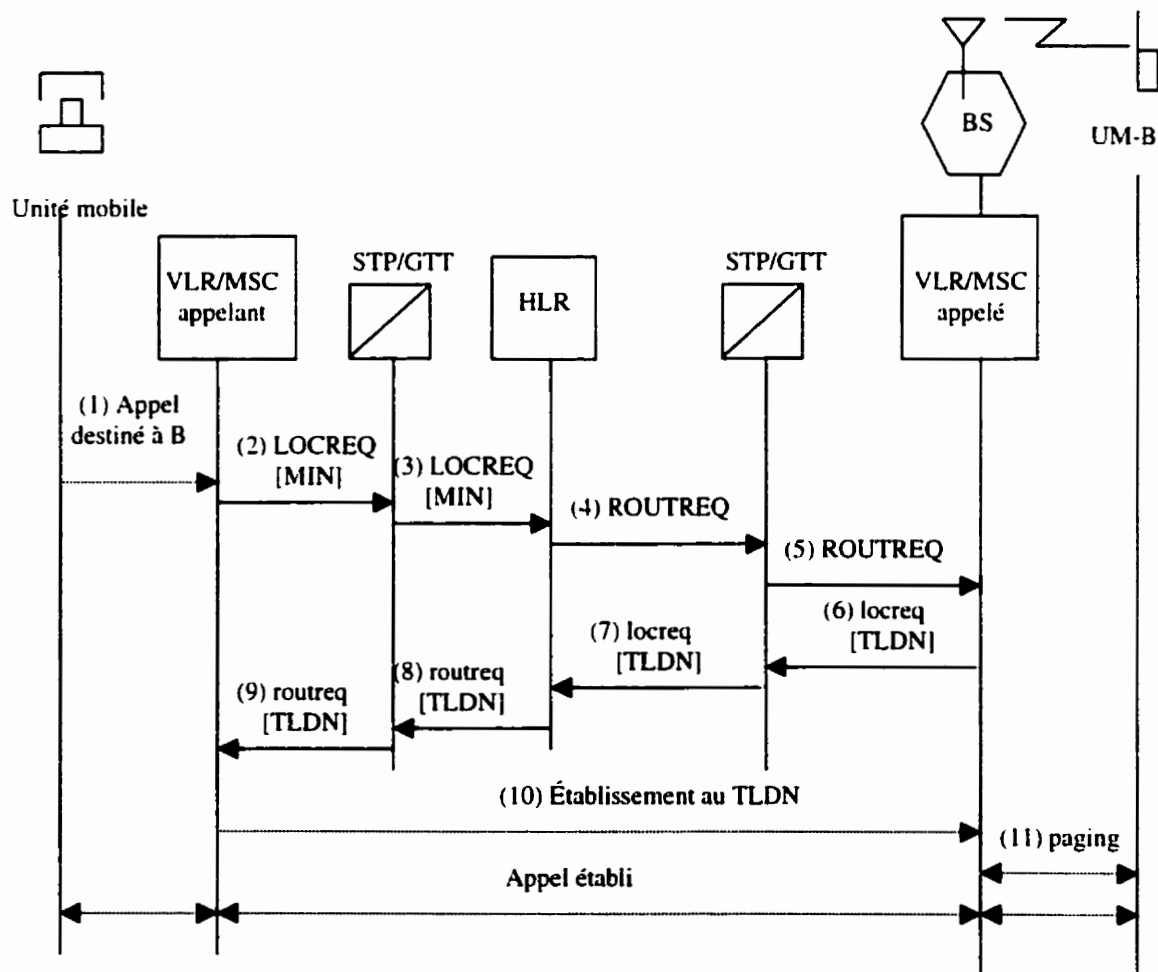 BS
UM-B
Unité mobile
VLR/MSC
appelant
STP/GTT
HLR
STP/GTT
VLR/MSC
appelé
(1) Appel
destiné à B
(2) LOCREQ
[MIN]
(3) LOCREQ
[MIN]
(4) ROUTREQ
(5) ROUTREQ
(6) locreq
[TLDN]
(7) locreq
[TLDN]
(8) routreq
[TLDN]
(9) routreq
[TLDN]
(10) Établissement au TLDN
(11) paging
Appel établi